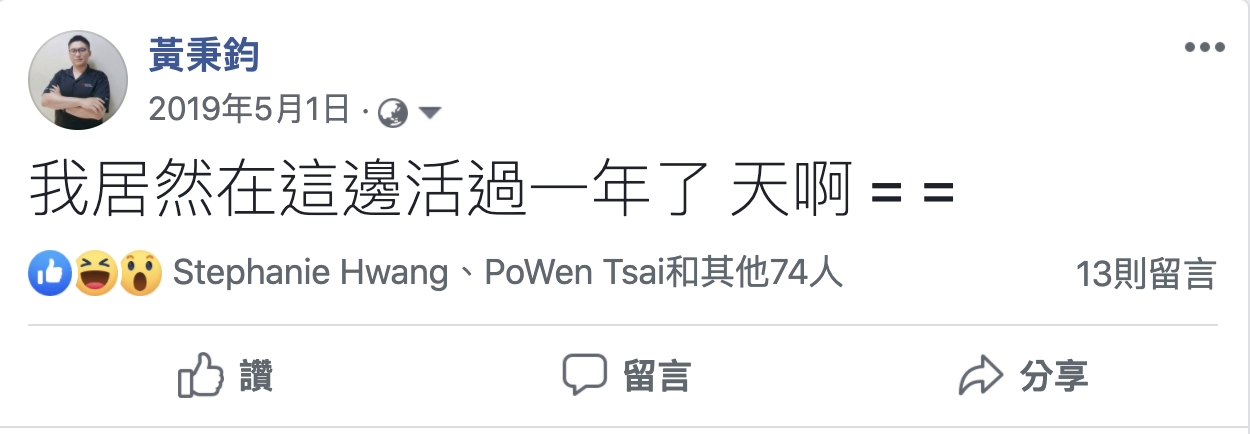 黃秉鈞
2019年5月1日 ·
我居然在這邊活過一年了 天啊 = =
Stephanie Hwang、PoWen Tsai和其他74人 13則留言
讚 留言 分享